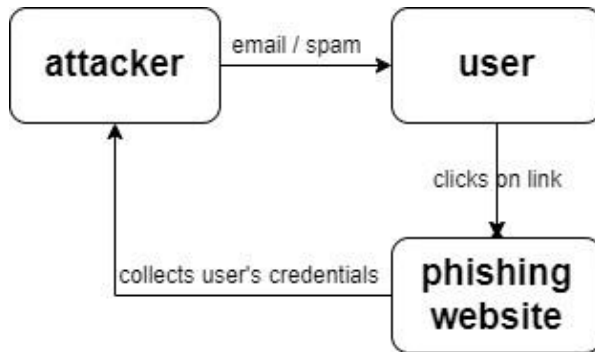 attacker
email / spam
user
clicks on link
collects user's credentials
phishing
website